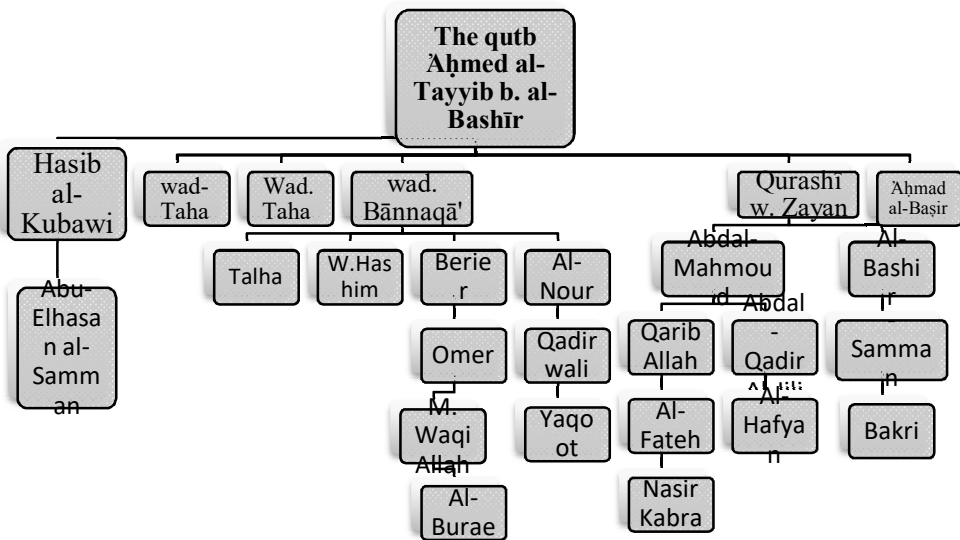 The qutb
'Aḥmed al-
Tayyib b. al-
Bashīr
Hasib
al-
Kubawi
wad-
Taha
Wad.
Taha
wad.
Bānnaqā'
Qurashī
w. Zayan
'Aḥmad
al-Baṣir
Abu-
Elhasa
n al-
Samm
an
Talha
W.Has
him
Berie
r
Al-
Nour
Abdal-
Mahmou
d
Al-
Bashi
r
Omer
Qadir
wali
Qarib
Allah
Abdal
-
Qadir
Samma
n
M.
Waqi
Allah
Yaqo
ot
Al-
Fateh
Al-
Hafya
n
Bakri
Al-
Burae
Nasir
Kabra